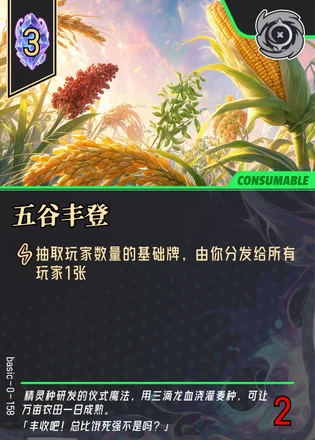 3
CONSUMABLE
五谷丰登
抽取玩家数量的基础牌，由你分发给所有
玩家1张
精灵种研发的仪式魔法，用三滴龙血浇灌麦种，可让
万亩农田一日成熟。
「丰收吧！总比饿死强不是吗？」
2
basic-0-158